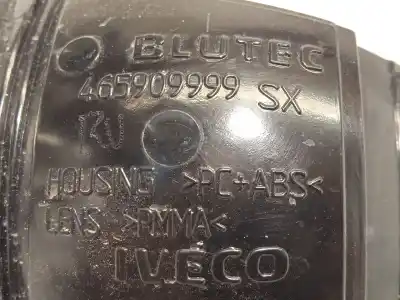 BLUTEC
465909999 SX
HOUSING >PC+ABS<
LENS >PMMA<
IVECO